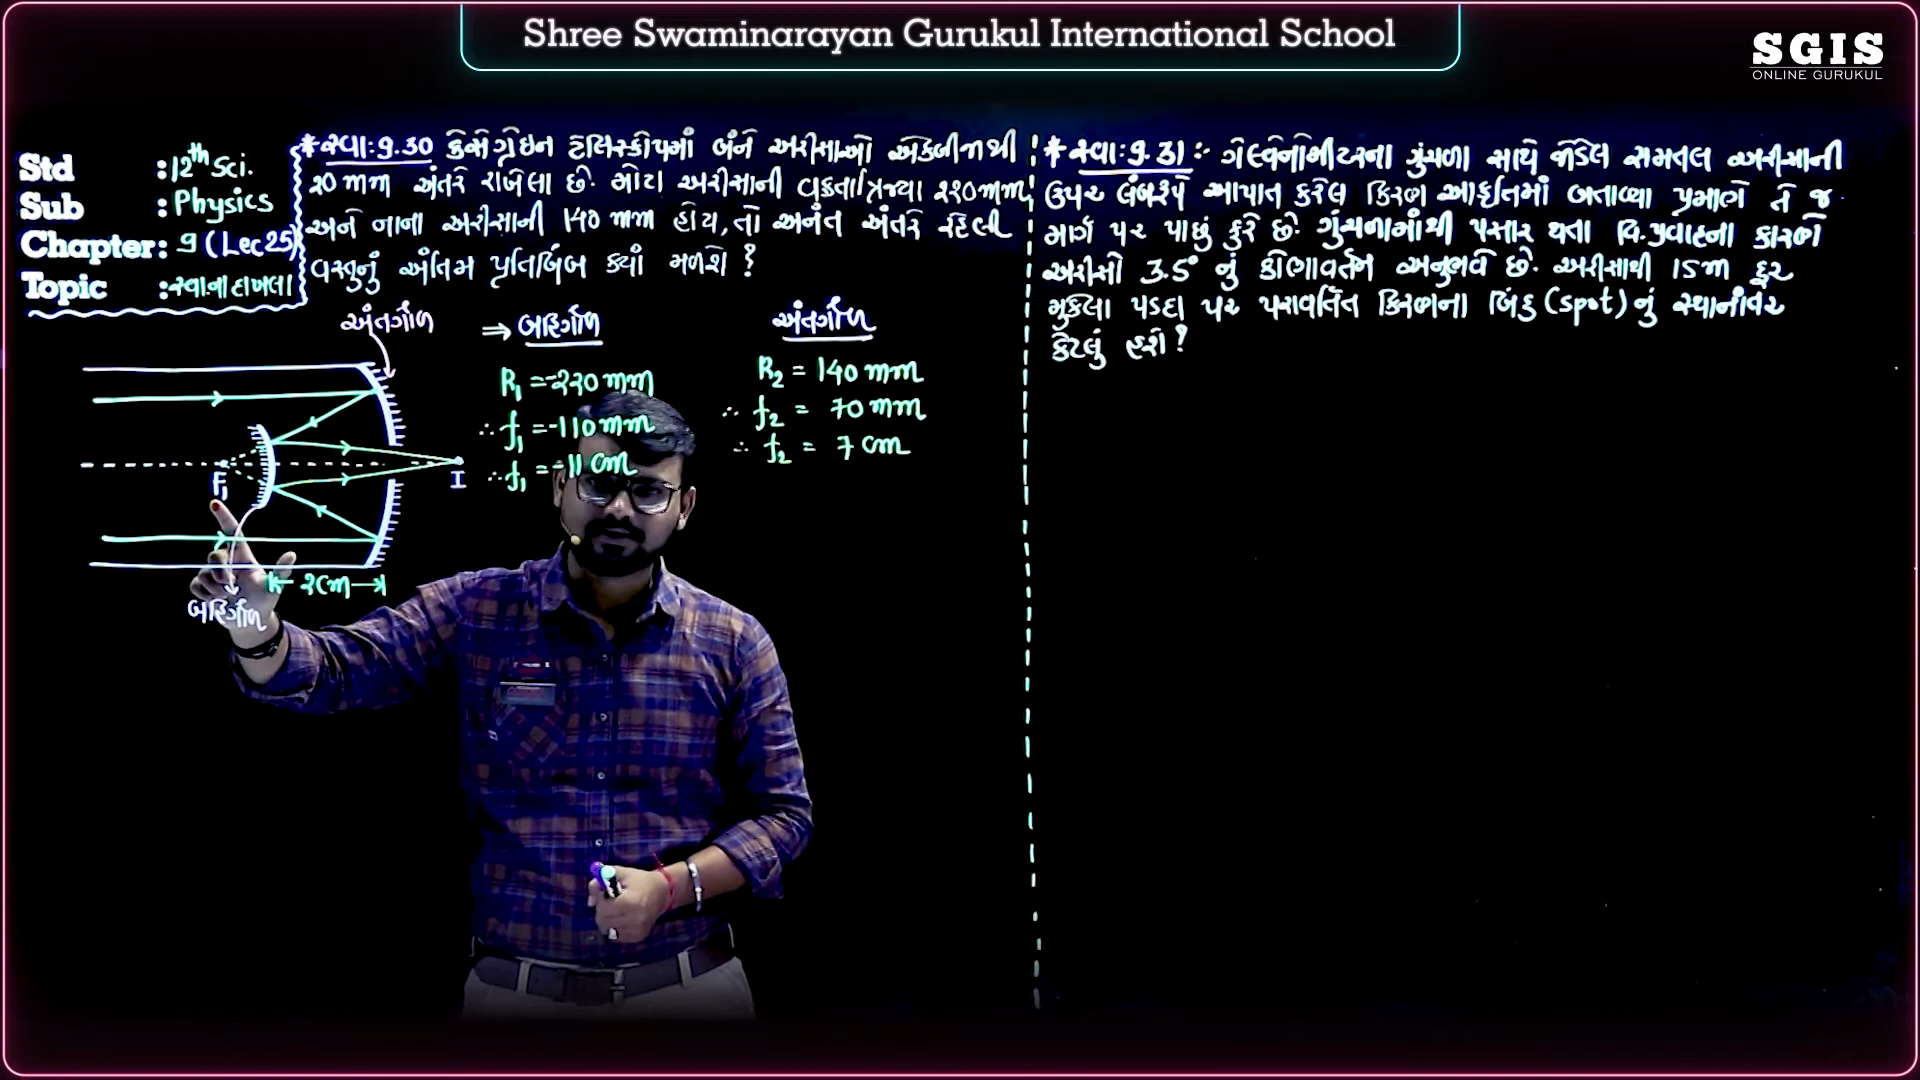 Shree Swaminarayan Gurukul International School
SGIS
ONLINE GURUKUL
Std : 12th Sci.
Sub : Physics
Chapter : 9 (Lec 25)
Topic : સ્વા.ના દાખલા
* સ્વા: 9.30 કેસેગ્રેઇન ટેલિસ્કોપમાં બંને અરીસાઓ એકબીજાથી
20 mm અંતરે રાખેલા છે. મોટા અરીસાની વક્રતાત્રિજ્યા 220 mm
અને નાના અરીસાની 140 mm હોય, તો અનંત અંતરે રહેલી
વસ્તુનું અંતિમ પ્રતિબિંબ ક્યાં મળશે ?
અંતર્ગોળ
F₁
I
બહિર્ગોળ
2 cm
⇒ બહિર્ગોળ
R₁ = -220 mm
∴ f₁ = -110 mm
∴ f₁ = -11 cm
અંતર્ગોળ
R₂ = 140 mm
∴ f₂ = 70 mm
∴ f₂ = 7 cm
* સ્વા: 9.31 :- ગેલ્વેનોમીટરના ગુંચળા સાથે જોડેલ સમતલ અરીસાની
ઉપર લંબરૂપે આપાત કરેલ કિરણ આકૃતિમાં બતાવ્યા પ્રમાણે તે જ
માર્ગ પર પાછું ફરે છે. ગુંચળામાંથી પસાર થતા વિ.પ્રવાહના કારણે
અરીસો 3.5° નું કોણાવર્તન અનુભવે છે. અરીસાથી 1.5 m દૂર
મુકેલા પડદા પર પરાવર્તિત કિરણના બિંદુ (spot) નું સ્થાનાંતર
કેટલું હશે ?